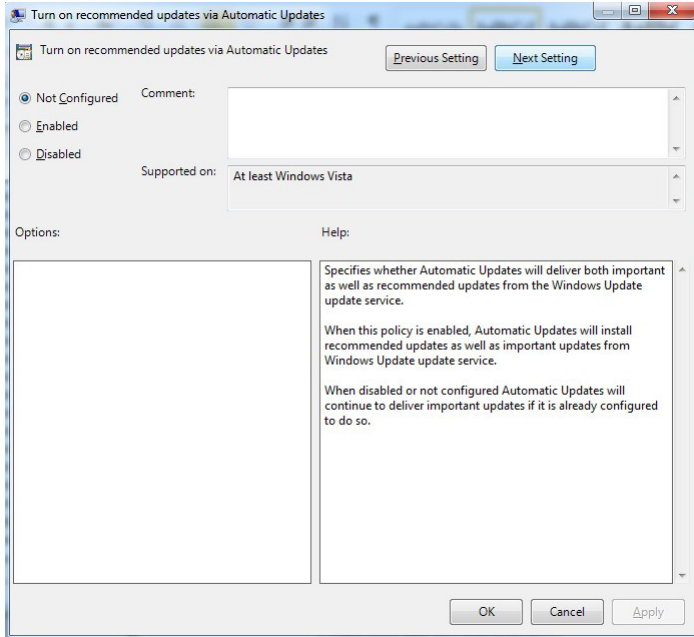 Turn on recommended updates via Automatic Updates
Turn on recommended updates via Automatic Updates
Previous Setting
Next Setting
Not Configured
Comment:
Enabled
Disabled
Supported on:
At least Windows Vista
Options:
Help:
Specifies whether Automatic Updates will deliver both important
as well as recommended updates from the Windows Update
update service.
When this policy is enabled, Automatic Updates will install
recommended updates as well as important updates from
Windows Update update service.
When disabled or not configured Automatic Updates will
continue to deliver important updates if it is already configured
to do so.
OK
Cancel
Apply